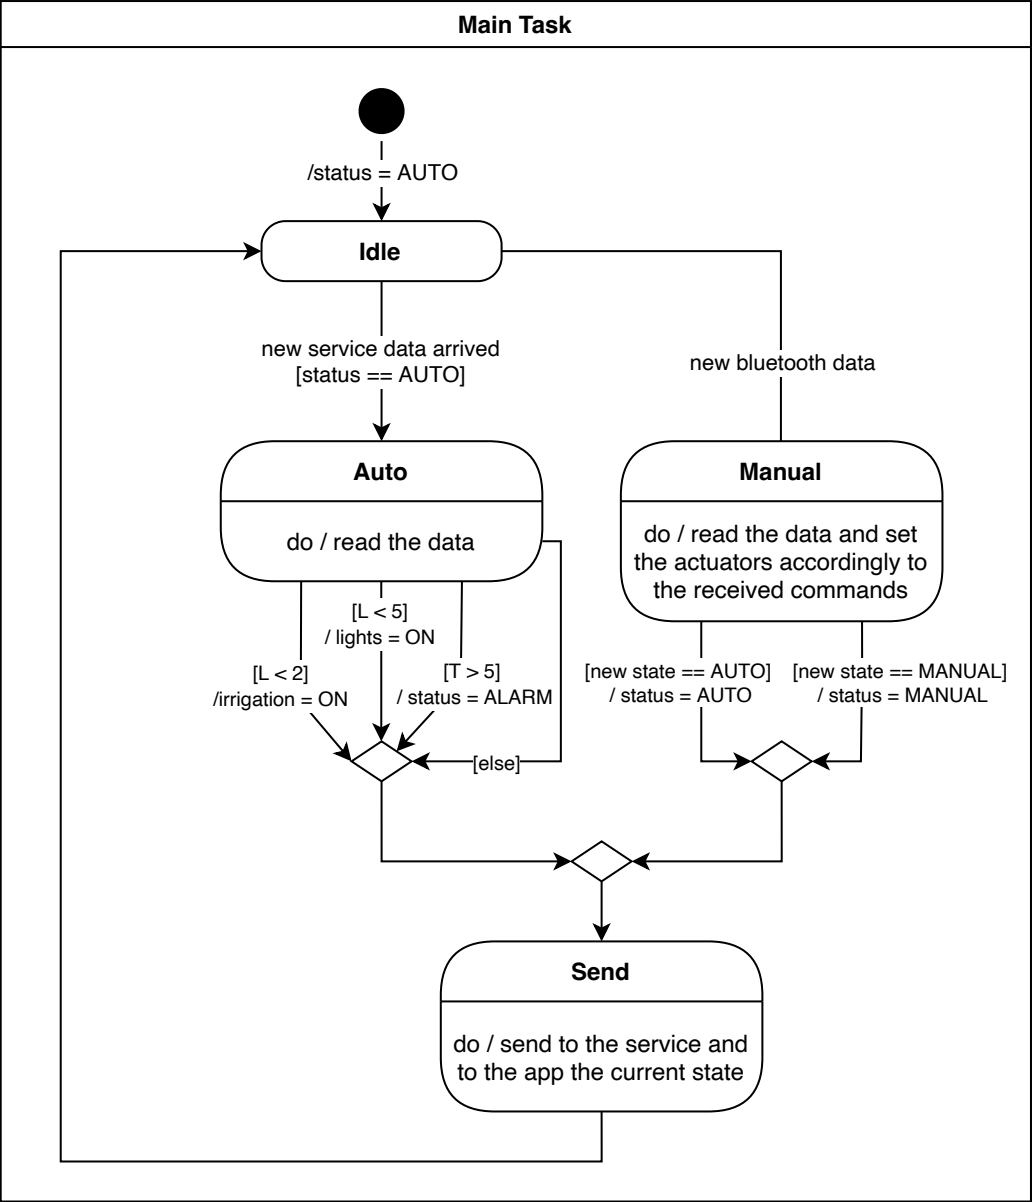 Main Task
/status = AUTO
Idle
new service data arrived
[status == AUTO]
new bluetooth data
Auto
do / read the data
Manual
do / read the data and set
the actuators accordingly to
the received commands
[L < 5]
/ lights = ON
[L < 2]
/irrigation = ON
[T > 5]
/ status = ALARM
[else]
[new state == AUTO]
/ status = AUTO
[new state == MANUAL]
/ status = MANUAL
Send
do / send to the service and
to the app the current state